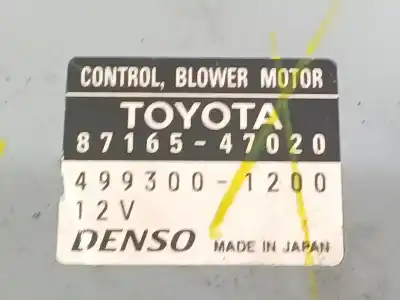 CONTROL, BLOWER MOTOR
TOYOTA
87165-47020
499300-1200
12V
DENSO MADE IN JAPAN